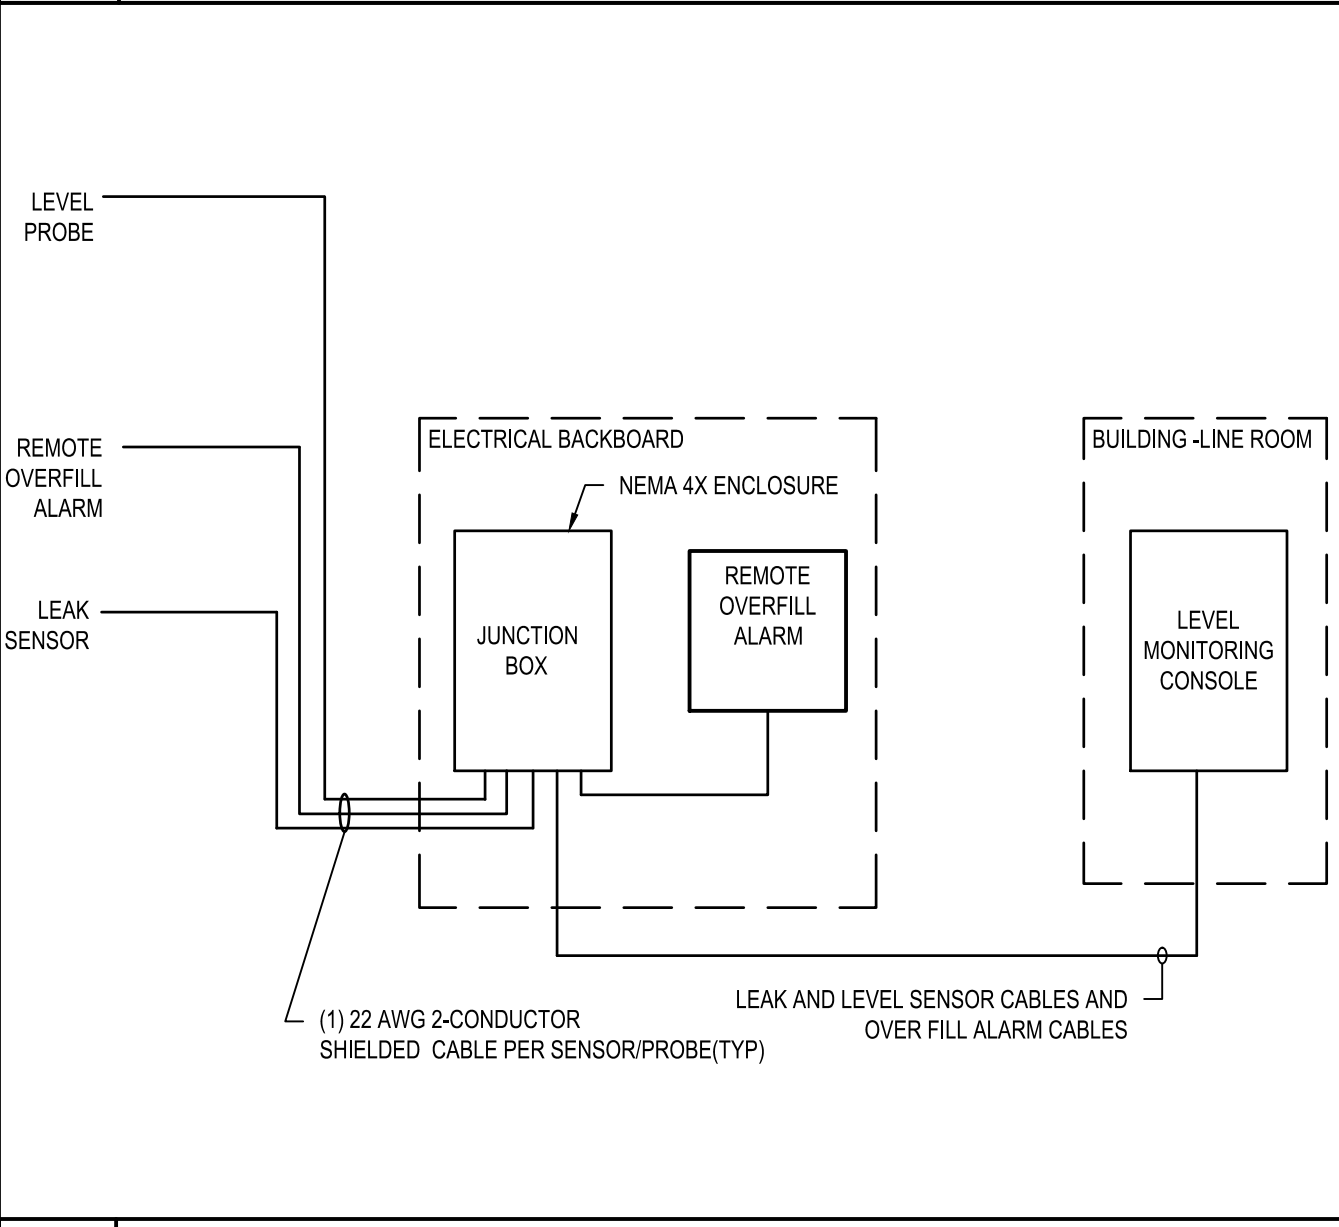 LEVEL
PROBE
REMOTE
OVERFILL
ALARM
LEAK
SENSOR
ELECTRICAL BACKBOARD
NEMA 4X ENCLOSURE
JUNCTION
BOX
REMOTE
OVERFILL
ALARM
BUILDING -LINE ROOM
LEVEL
MONITORING
CONSOLE
LEAK AND LEVEL SENSOR CABLES AND
OVER FILL ALARM CABLES
(1) 22 AWG 2-CONDUCTOR
SHIELDED CABLE PER SENSOR/PROBE(TYP)